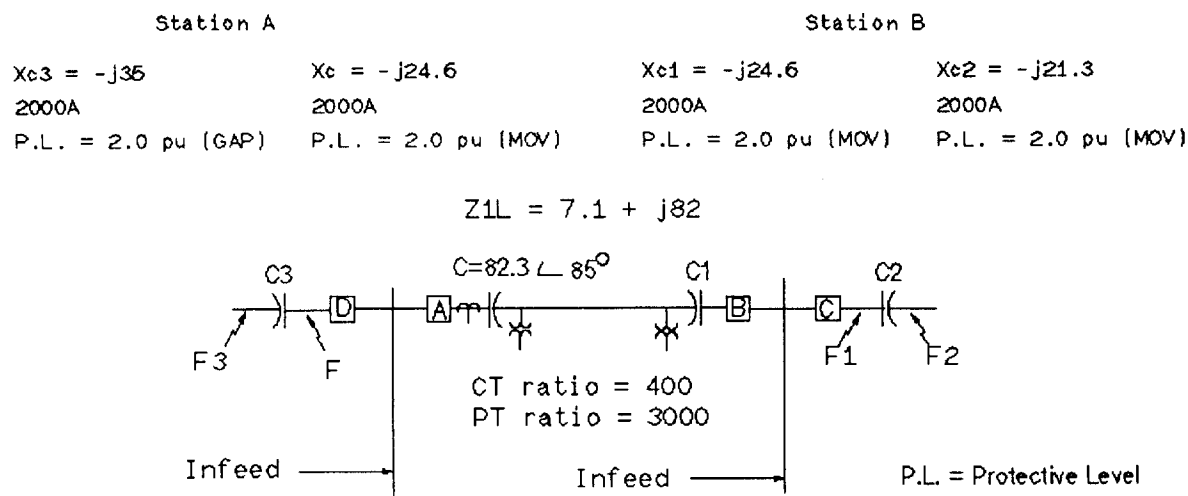 Station A Station B
Xc3 = -j35 Xc = -j24.6 Xc1 = -j24.6 Xc2 = -j21.3
2000A 2000A 2000A 2000A
P.L. = 2.0 pu (GAP) P.L. = 2.0 pu (MOV) P.L. = 2.0 pu (MOV) P.L. = 2.0 pu (MOV)
Z1L = 7.1 + j82
C3 C=82.3 ∠ 85° C1 C2
D A B C
F3 F F1 F2
CT ratio = 400
PT ratio = 3000
Infeed Infeed P.L. = Protective Level